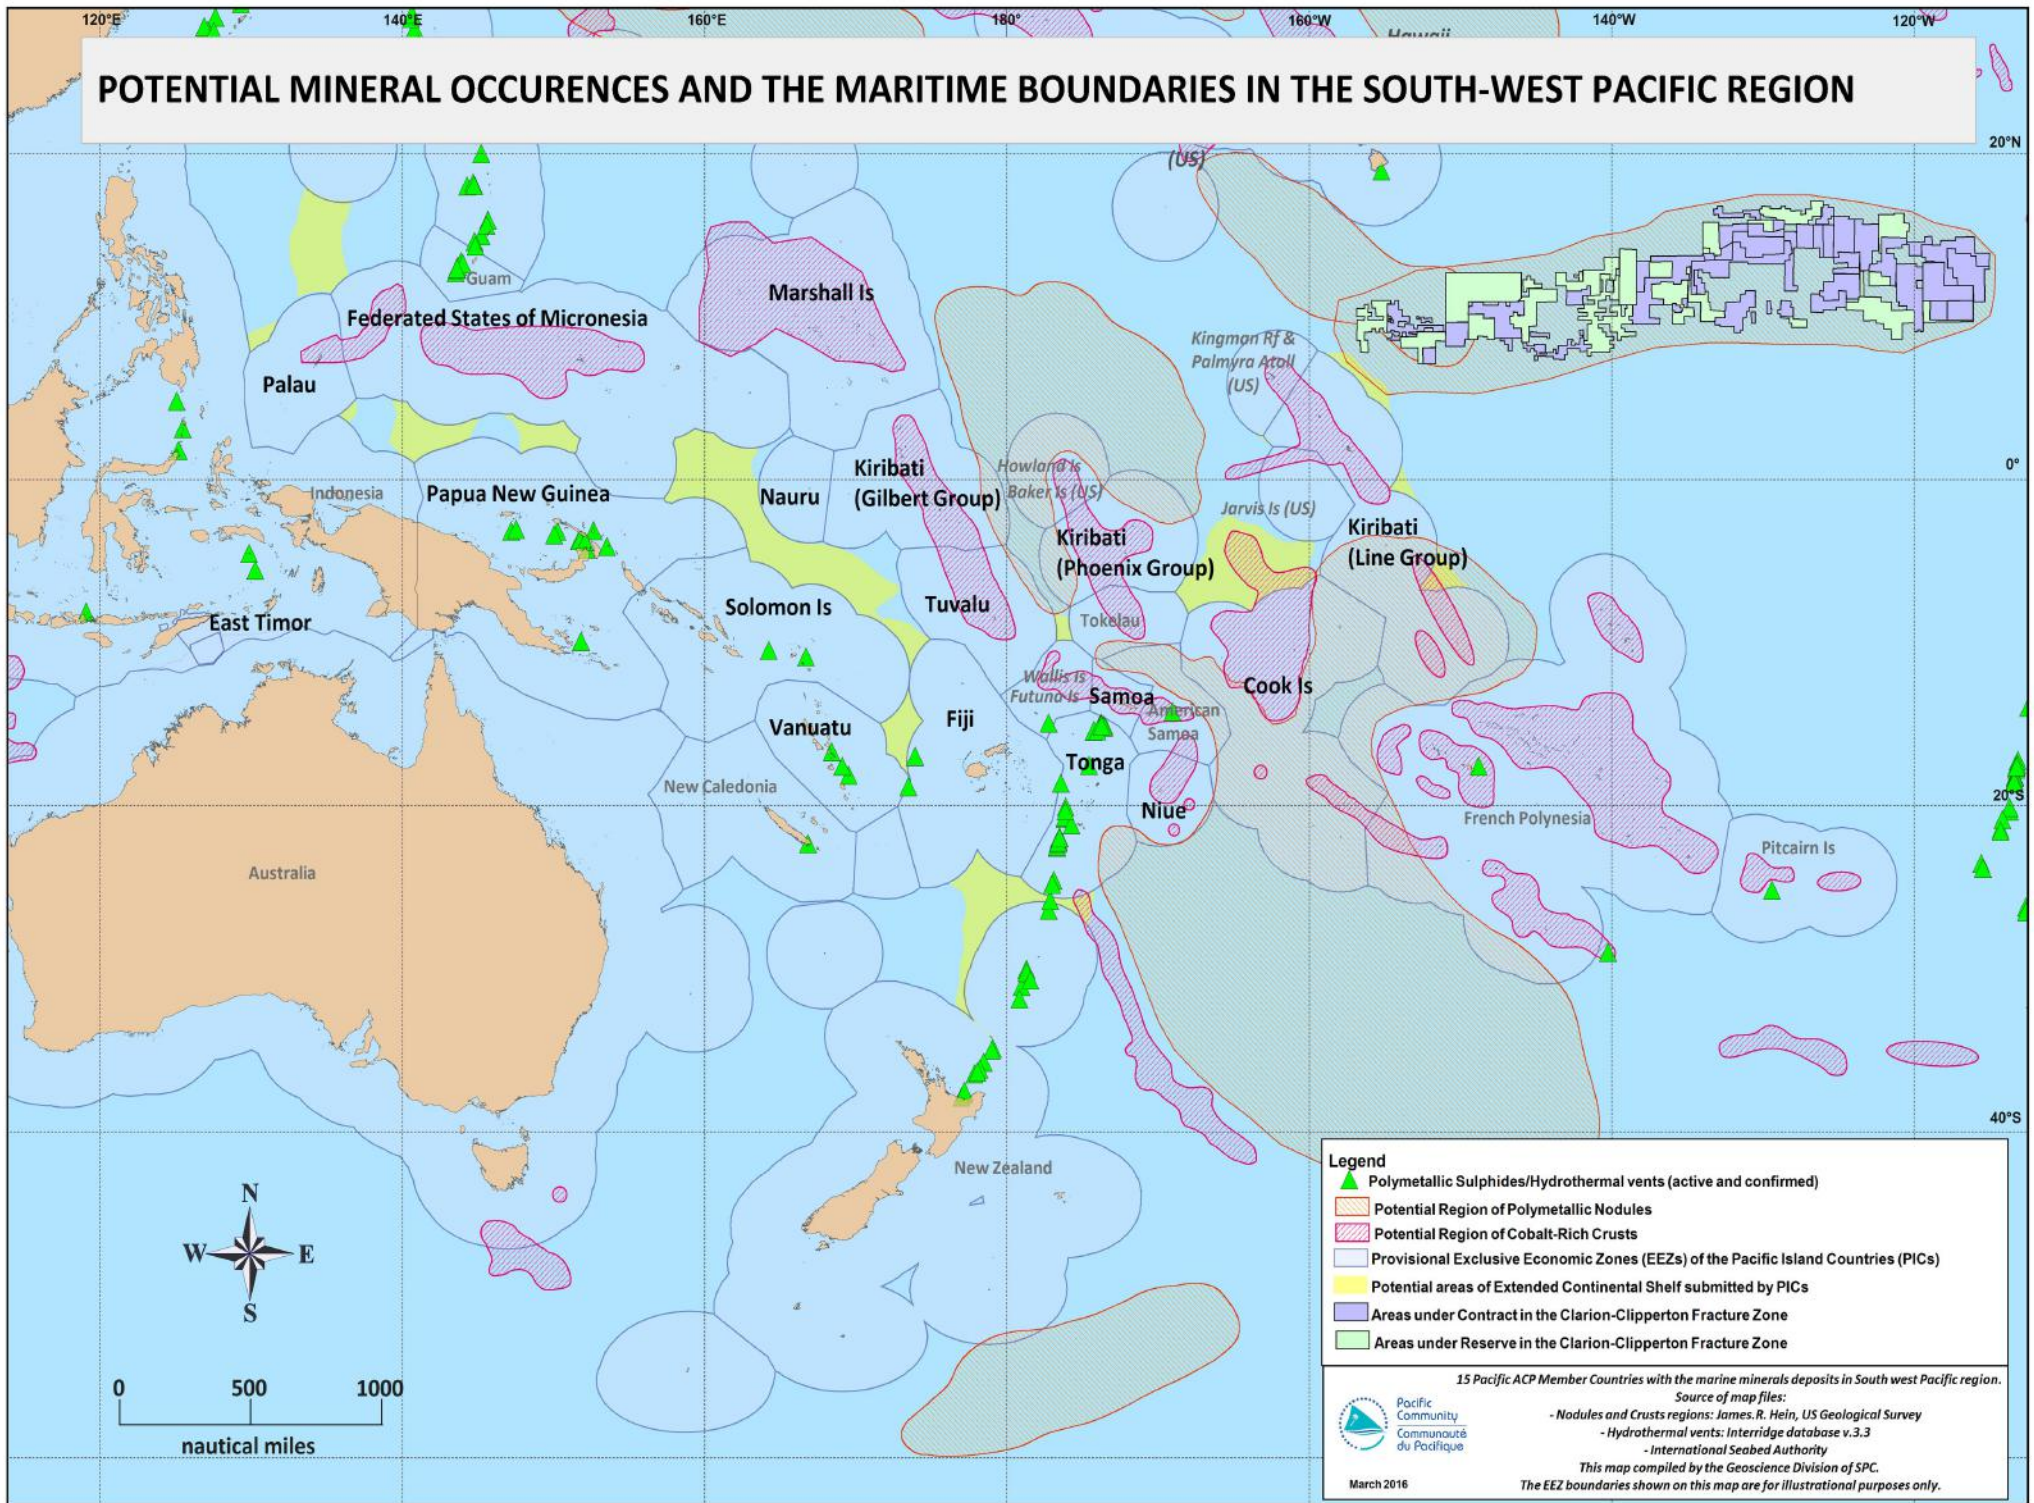 120°E 140°E 160°E 180° 160°W 140°W 120°W
Hawaii
POTENTIAL MINERAL OCCURENCES AND THE MARITIME BOUNDARIES IN THE SOUTH-WEST PACIFIC REGION
20°N
(US)
Guam
Marshall Is
Federated States of Micronesia
Kingman Rf &
Palmyra Atoll
(US)
Palau
0°
Indonesia
Papua New Guinea
Nauru
Kiribati
(Gilbert Group)
Howland Is
Baker Is (US)
Jarvis Is (US)
Kiribati
(Phoenix Group)
Kiribati
(Line Group)
East Timor
Solomon Is
Tuvalu
Tokelau
Wallis Is
Futuna Is
Samoa
American
Samoa
Cook Is
Vanuatu
Fiji
Tonga
New Caledonia
Niue
20°S
French Polynesia
Pitcairn Is
Australia
40°S
New Zealand
N
W E
S
0 500 1000
nautical miles
Legend
Polymetallic Sulphides/Hydrothermal vents (active and confirmed)
Potential Region of Polymetallic Nodules
Potential Region of Cobalt-Rich Crusts
Provisional Exclusive Economic Zones (EEZs) of the Pacific Island Countries (PICs)
Potential areas of Extended Continental Shelf submitted by PICs
Areas under Contract in the Clarion-Clipperton Fracture Zone
Areas under Reserve in the Clarion-Clipperton Fracture Zone
Pacific
Community
Communauté
du Pacifique
March 2016
15 Pacific ACP Member Countries with the marine minerals deposits in South west Pacific region.
Source of map files:
- Nodules and Crusts regions: James.R. Hein, US Geological Survey
- Hydrothermal vents: Interridge database v.3.3
- International Seabed Authority
This map compiled by the Geoscience Division of SPC.
The EEZ boundaries shown on this map are for illustrational purposes only.